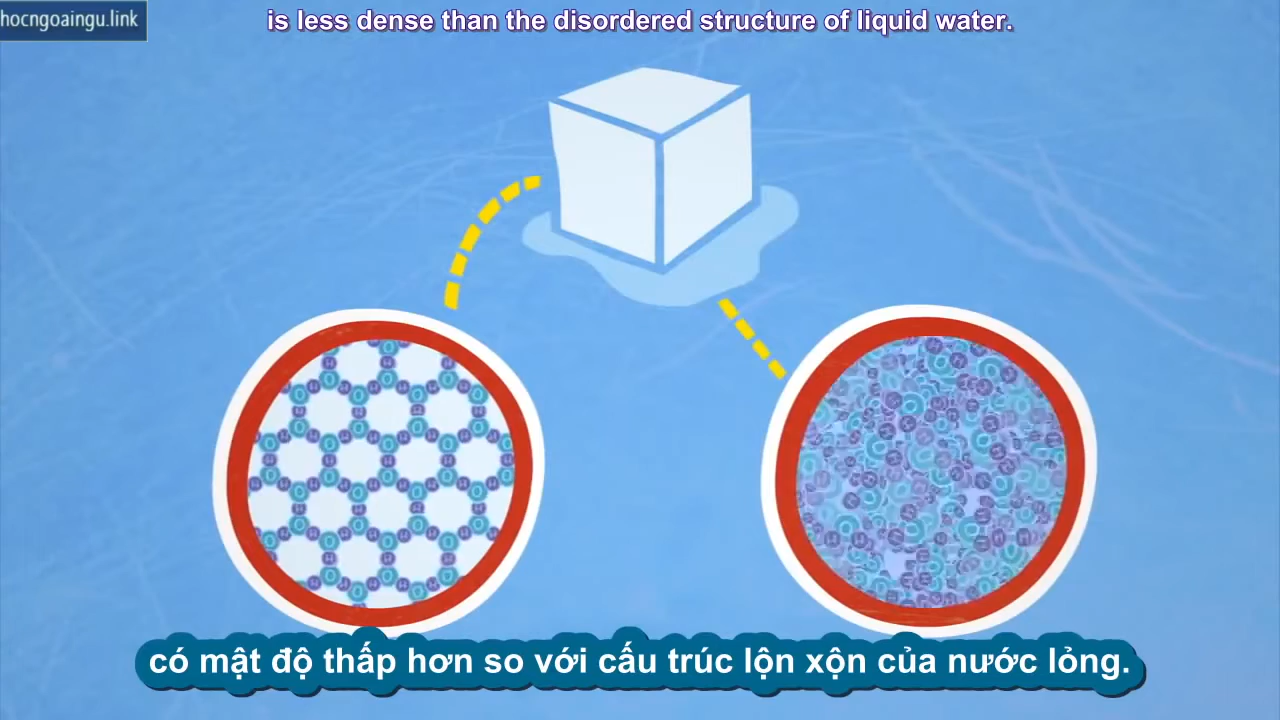 hocngoaingu.link
is less dense than the disordered structure of liquid water.
có mật độ thấp hơn so với cấu trúc lộn xộn của nước lỏng.